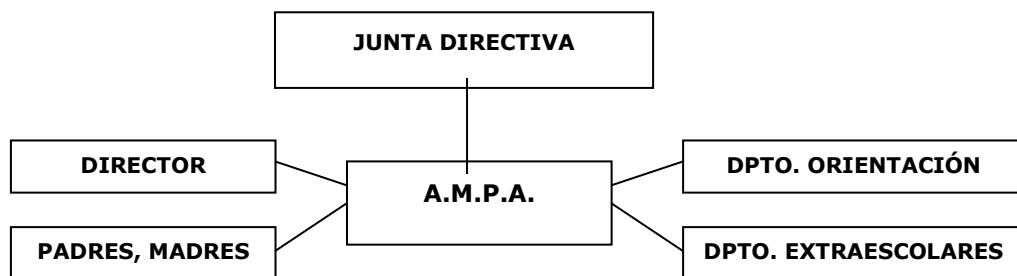 JUNTA DIRECTIVA
DIRECTOR
DPTO. ORIENTACIÓN
A.M.P.A.
PADRES, MADRES
DPTO. EXTRAESCOLARES